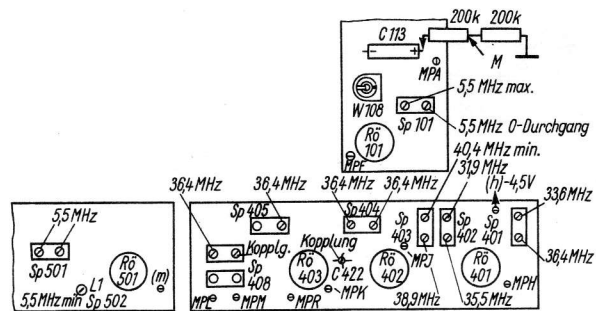 200k 200k
C 113
- +
M
MPA
5,5 MHz max.
W 108
Sp 101
5,5 MHz 0-Durchgang
Rö 101
MPF
40,4 MHz min.
31,9 MHz
(h) -4,5V
36,4 MHz
36,4 MHz
36,4 MHz
36,4 MHz
33,6 MHz
Sp 405
Sp 404
Sp 403
Sp 402
Sp 401
5,5 MHz
36,4 MHz
Kopplg.
Kopplung
Sp 501
Rö 501
(m)
Sp 408
Rö 403
C 422
Rö 402
MPJ
Rö 401
36,4 MHz
L1
5,5 MHz min
Sp 502
MPL
MPM
MPR
MPK
38,9 MHz
35,5 MHz
MPH